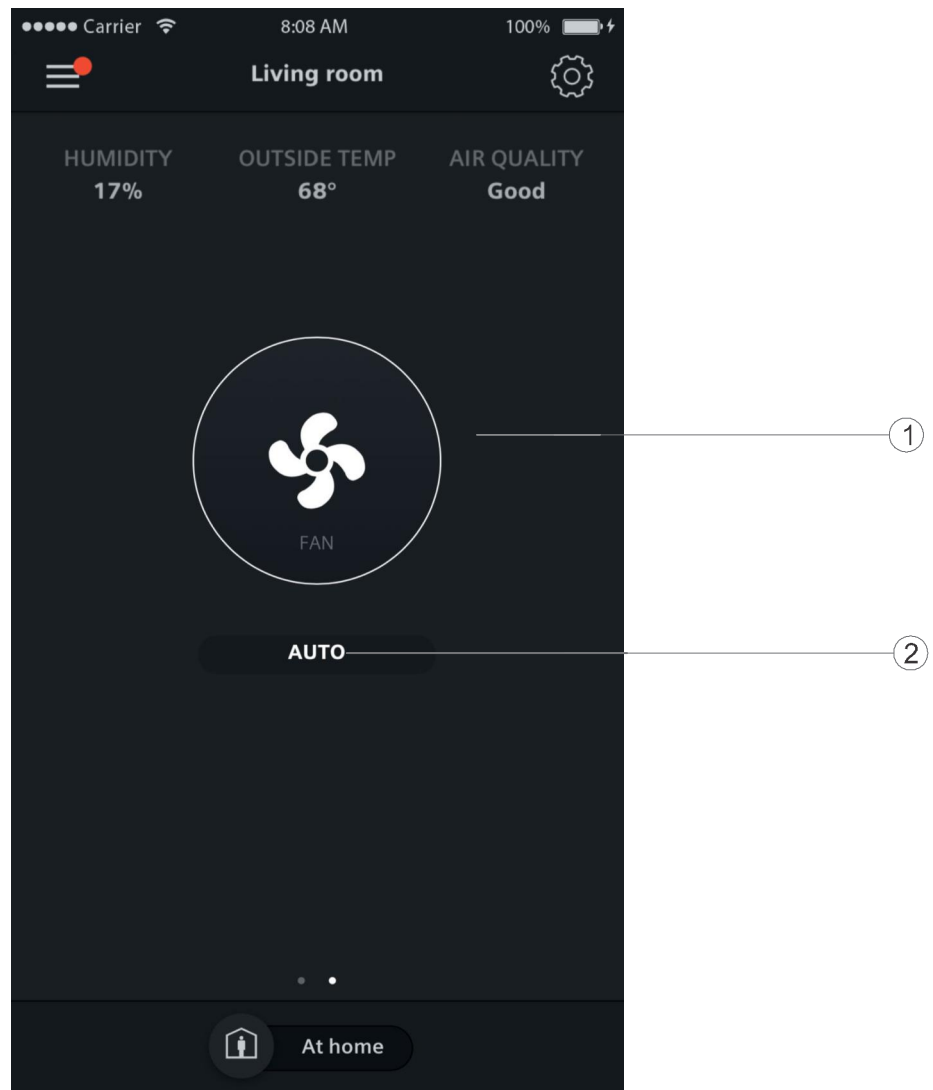 Carrier 8:08 AM 100%
Living room
HUMIDITY OUTSIDE TEMP AIR QUALITY
17% 68° Good
1
FAN
AUTO 2
At home